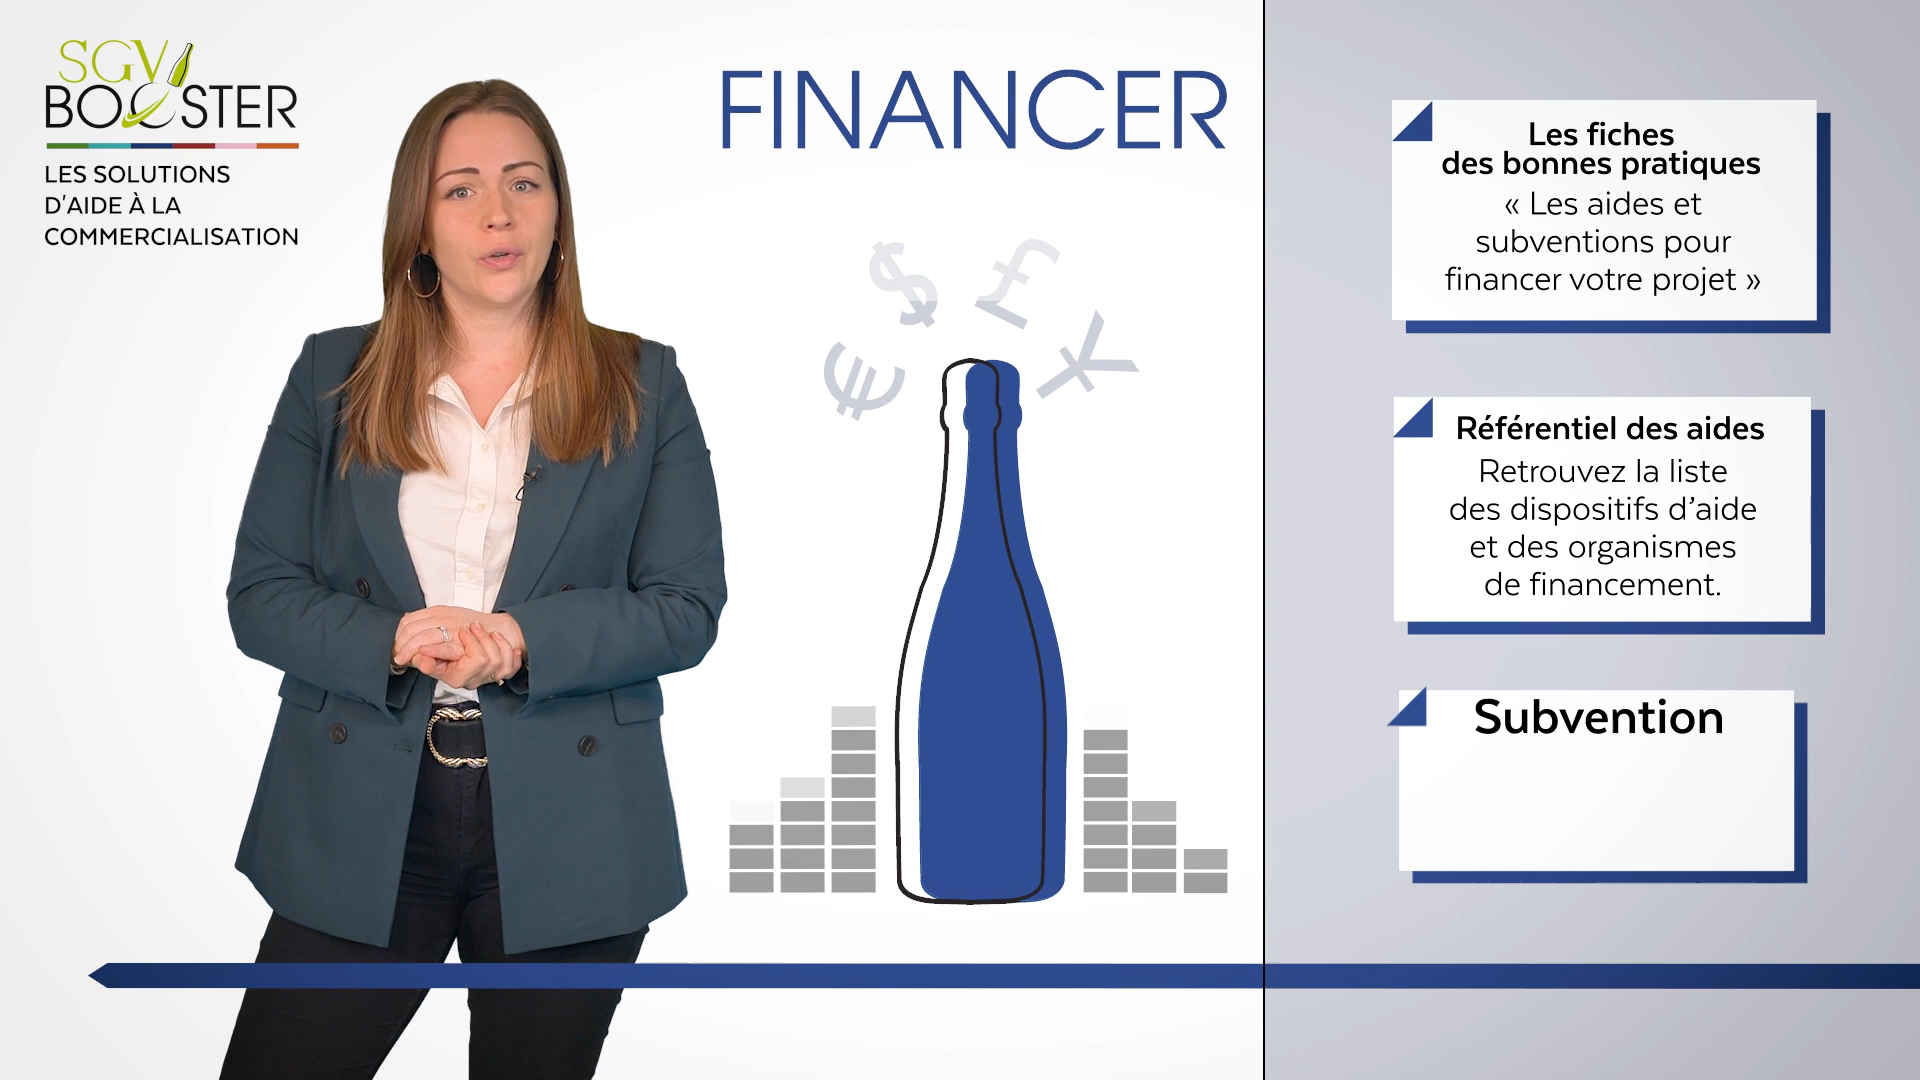 SGV
BOOSTER
LES SOLUTIONS
D'AIDE À LA
COMMERCIALISATION
FINANCER
$ £
€ ¥
Les fiches
des bonnes pratiques
« Les aides et
subventions pour
financer votre projet »
Référentiel des aides
Retrouvez la liste
des dispositifs d’aide
et des organismes
de financement.
Subvention